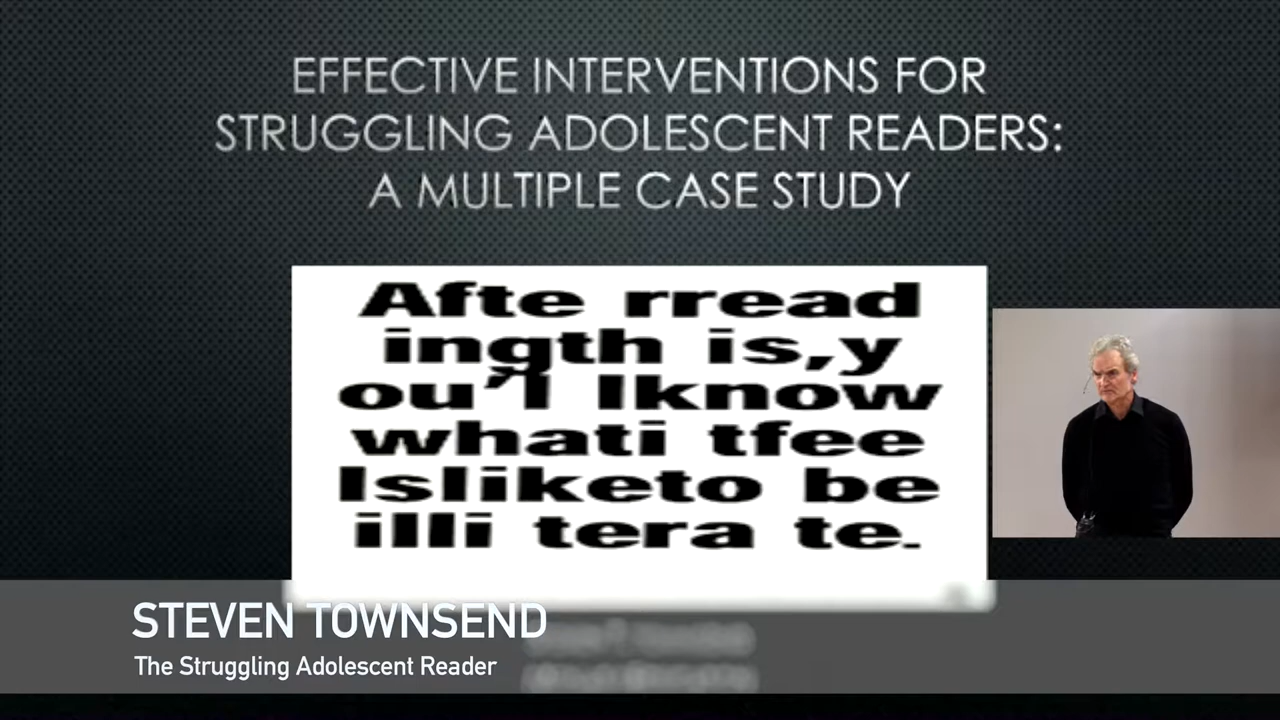 EFFECTIVE INTERVENTIONS FOR
STRUGGLING ADOLESCENT READERS:
A MULTIPLE CASE STUDY
Afte rread
ingth is,y
ou’l lknow
whati tfee
lsliketo be
illi tera te.
STEVEN TOWNSEND
The Struggling Adolescent Reader